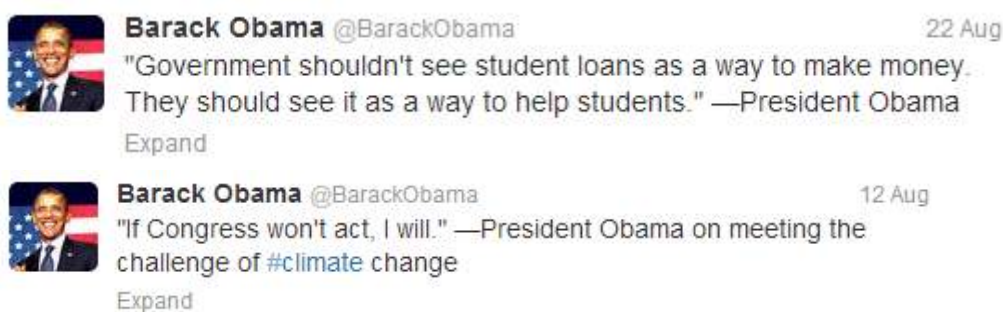 Barack Obama @BarackObama 22 Aug
"Government shouldn't see student loans as a way to make money.
They should see it as a way to help students." —President Obama
Expand
Barack Obama @BarackObama 12 Aug
"If Congress won't act, I will." —President Obama on meeting the
challenge of #climate change
Expand